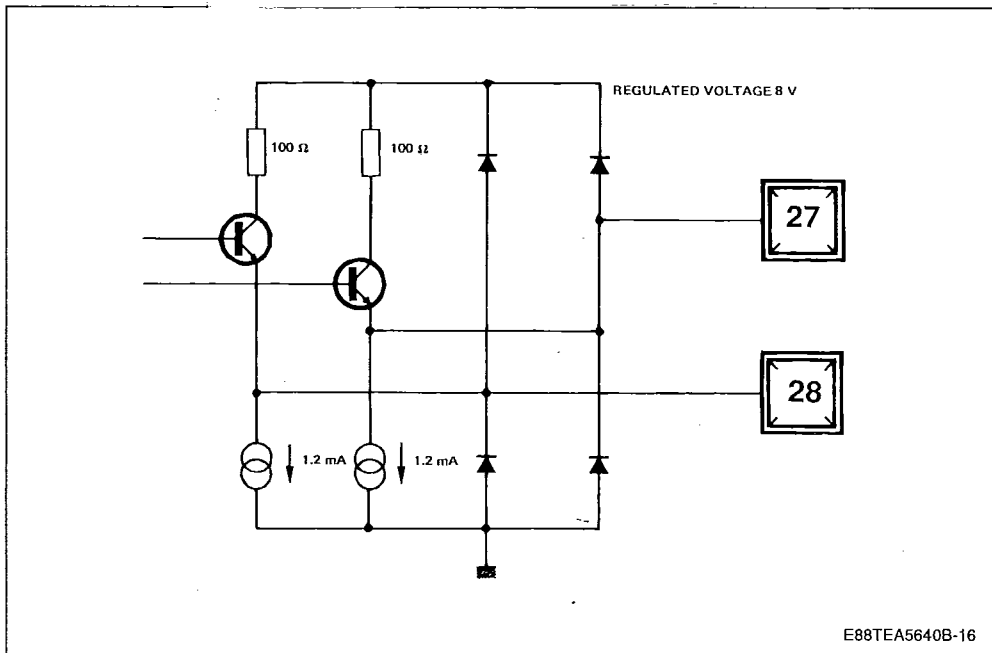 REGULATED VOLTAGE 8 V
100 Ω
100 Ω
27
28
1.2 mA
1.2 mA
E88TEA5640B-16